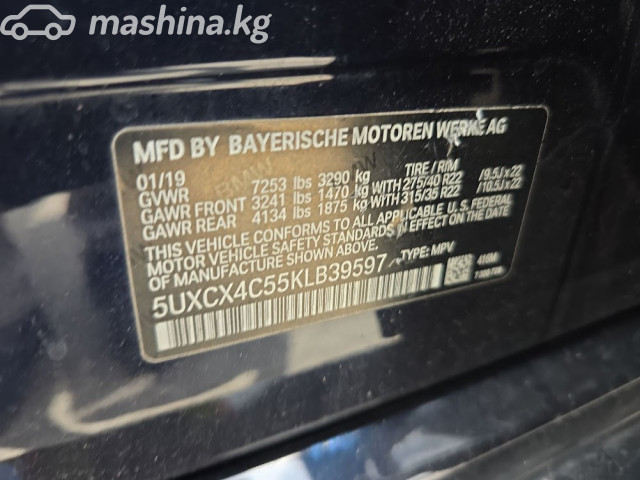 mashina.kg
MFD BY BAYERISCHE MOTOREN WERKE AG
01/19
GVWR 7253 lbs 3290 kg TIRE / RIM
GAWR FRONT 3241 lbs 1470 kg WITH 275/40 R22 /9.5J x 22
GAWR REAR 4134 lbs 1875 kg WITH 315/35 R22 /10.5J x 22
THIS VEHICLE CONFORMS TO ALL APPLICABLE U.S. FEDERAL
MOTOR VEHICLE SAFETY STANDARDS IN EFFECT ON THE DATE
OF MANUFACTURE SHOWN ABOVE.
5UXCX4C55KLB39597 TYPE: MPV